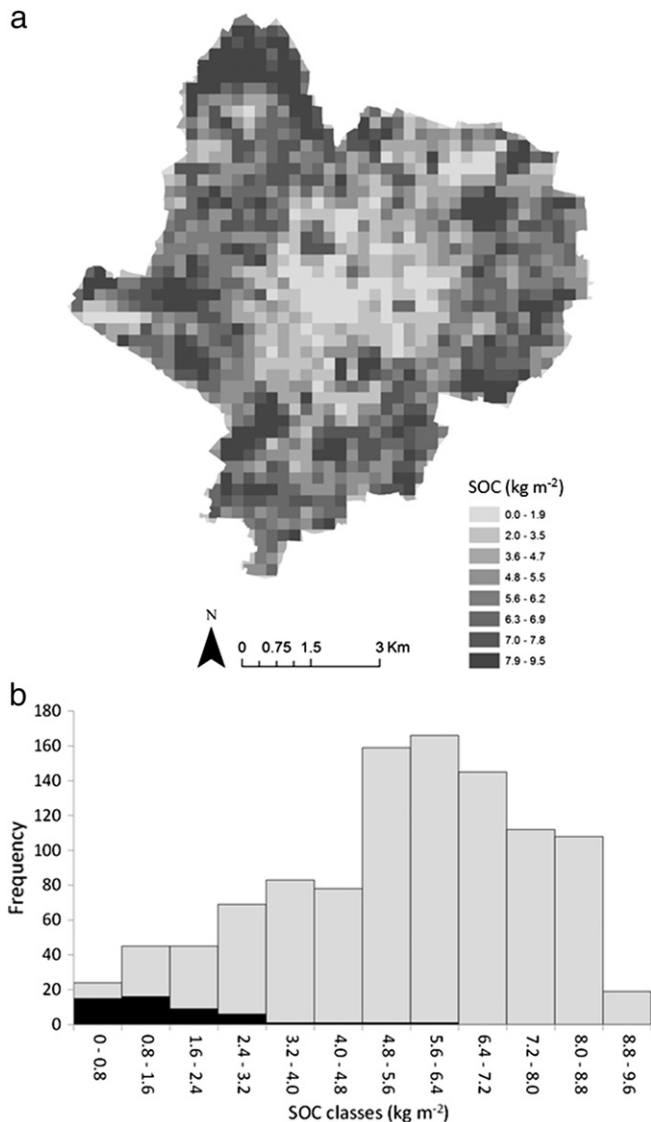 a
SOC (kg m-2)
0.0 - 1.9
2.0 - 3.5
3.6 - 4.7
4.8 - 5.5
5.6 - 6.2
6.3 - 6.9
7.0 - 7.8
7.9 - 9.5
N
0 0.75 1.5 3 Km
b
180
160
140
120
100
80
60
40
20
0
Frequency
0 - 0.8
0.8 - 1.6
1.6 - 2.4
2.4 - 3.2
3.2 - 4.0
4.0 - 4.8
4.8 - 5.6
5.6 - 6.4
6.4 - 7.2
7.2 - 8.0
8.0 - 8.8
8.8 - 9.6
SOC classes (kg m-2)